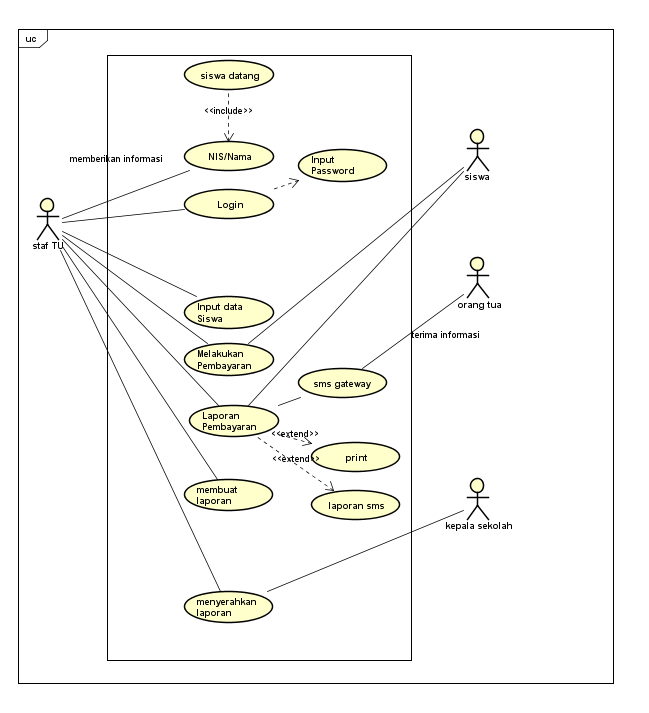 uc
siswa datang
<<include>>
memberikan informasi
NIS/Nama
Input
Password
siswa
Login
staf TU
orang tua
Input data
Siswa
terima informasi
Melakukan
Pembayaran
sms gateway
Laporan
Pembayaran
<<extend>>
<<extend>>
print
membuat
laporan
laporan sms
kepala sekolah
menyerahkan
laporan